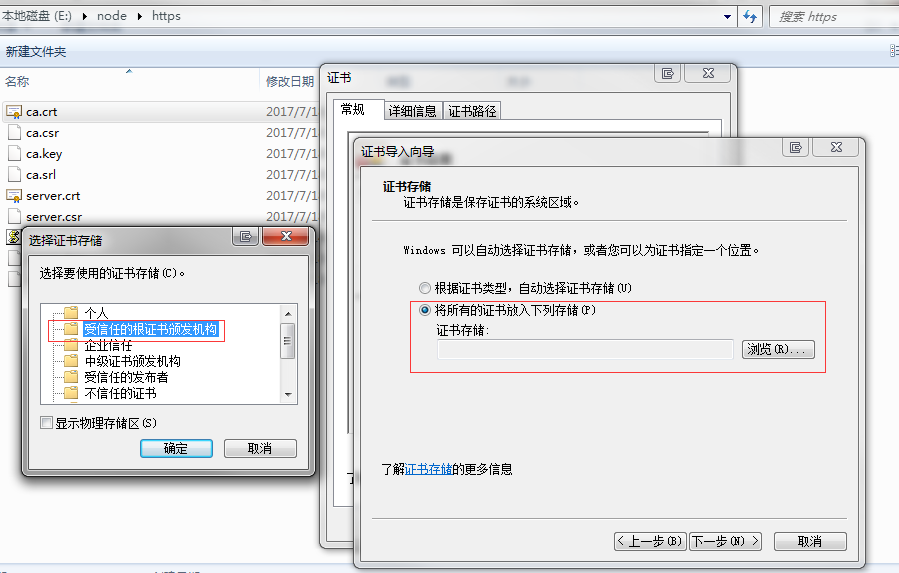 本地磁盘 (E:) ▸ node ▸ https
搜索 https
新建文件夹
名称
修改日期
ca.crt 2017/7/1
ca.csr 2017/7/1
ca.key 2017/7/1
ca.srl 2017/7/1
server.crt 2017/7/1
server.csr 2017/7/1
证书
常规 详细信息 证书路径
证书导入向导
证书存储
证书存储是保存证书的系统区域。
Windows 可以自动选择证书存储，或者您可以为证书指定一个位置。
根据证书类型，自动选择证书存储(U)
将所有的证书放入下列存储(P)
证书存储:
浏览(R)...
了解证书存储的更多信息
< 上一步(B) 下一步(N) > 取消
选择证书存储
选择要使用的证书存储(C)。
个人
受信任的根证书颁发机构
企业信任
中级证书颁发机构
受信任的发布者
不信任的证书
显示物理存储区(S)
确定 取消